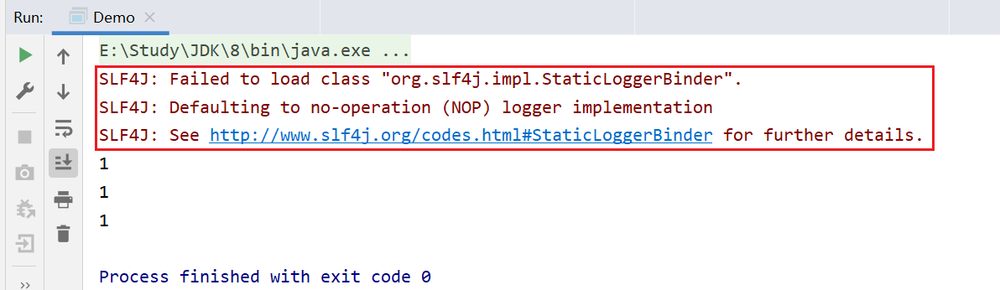 Run:
Demo
E:\Study\JDK\8\bin\java.exe ...
SLF4J: Failed to load class "org.slf4j.impl.StaticLoggerBinder".
SLF4J: Defaulting to no-operation (NOP) logger implementation
SLF4J: See http://www.slf4j.org/codes.html#StaticLoggerBinder for further details.
1
1
1
Process finished with exit code 0